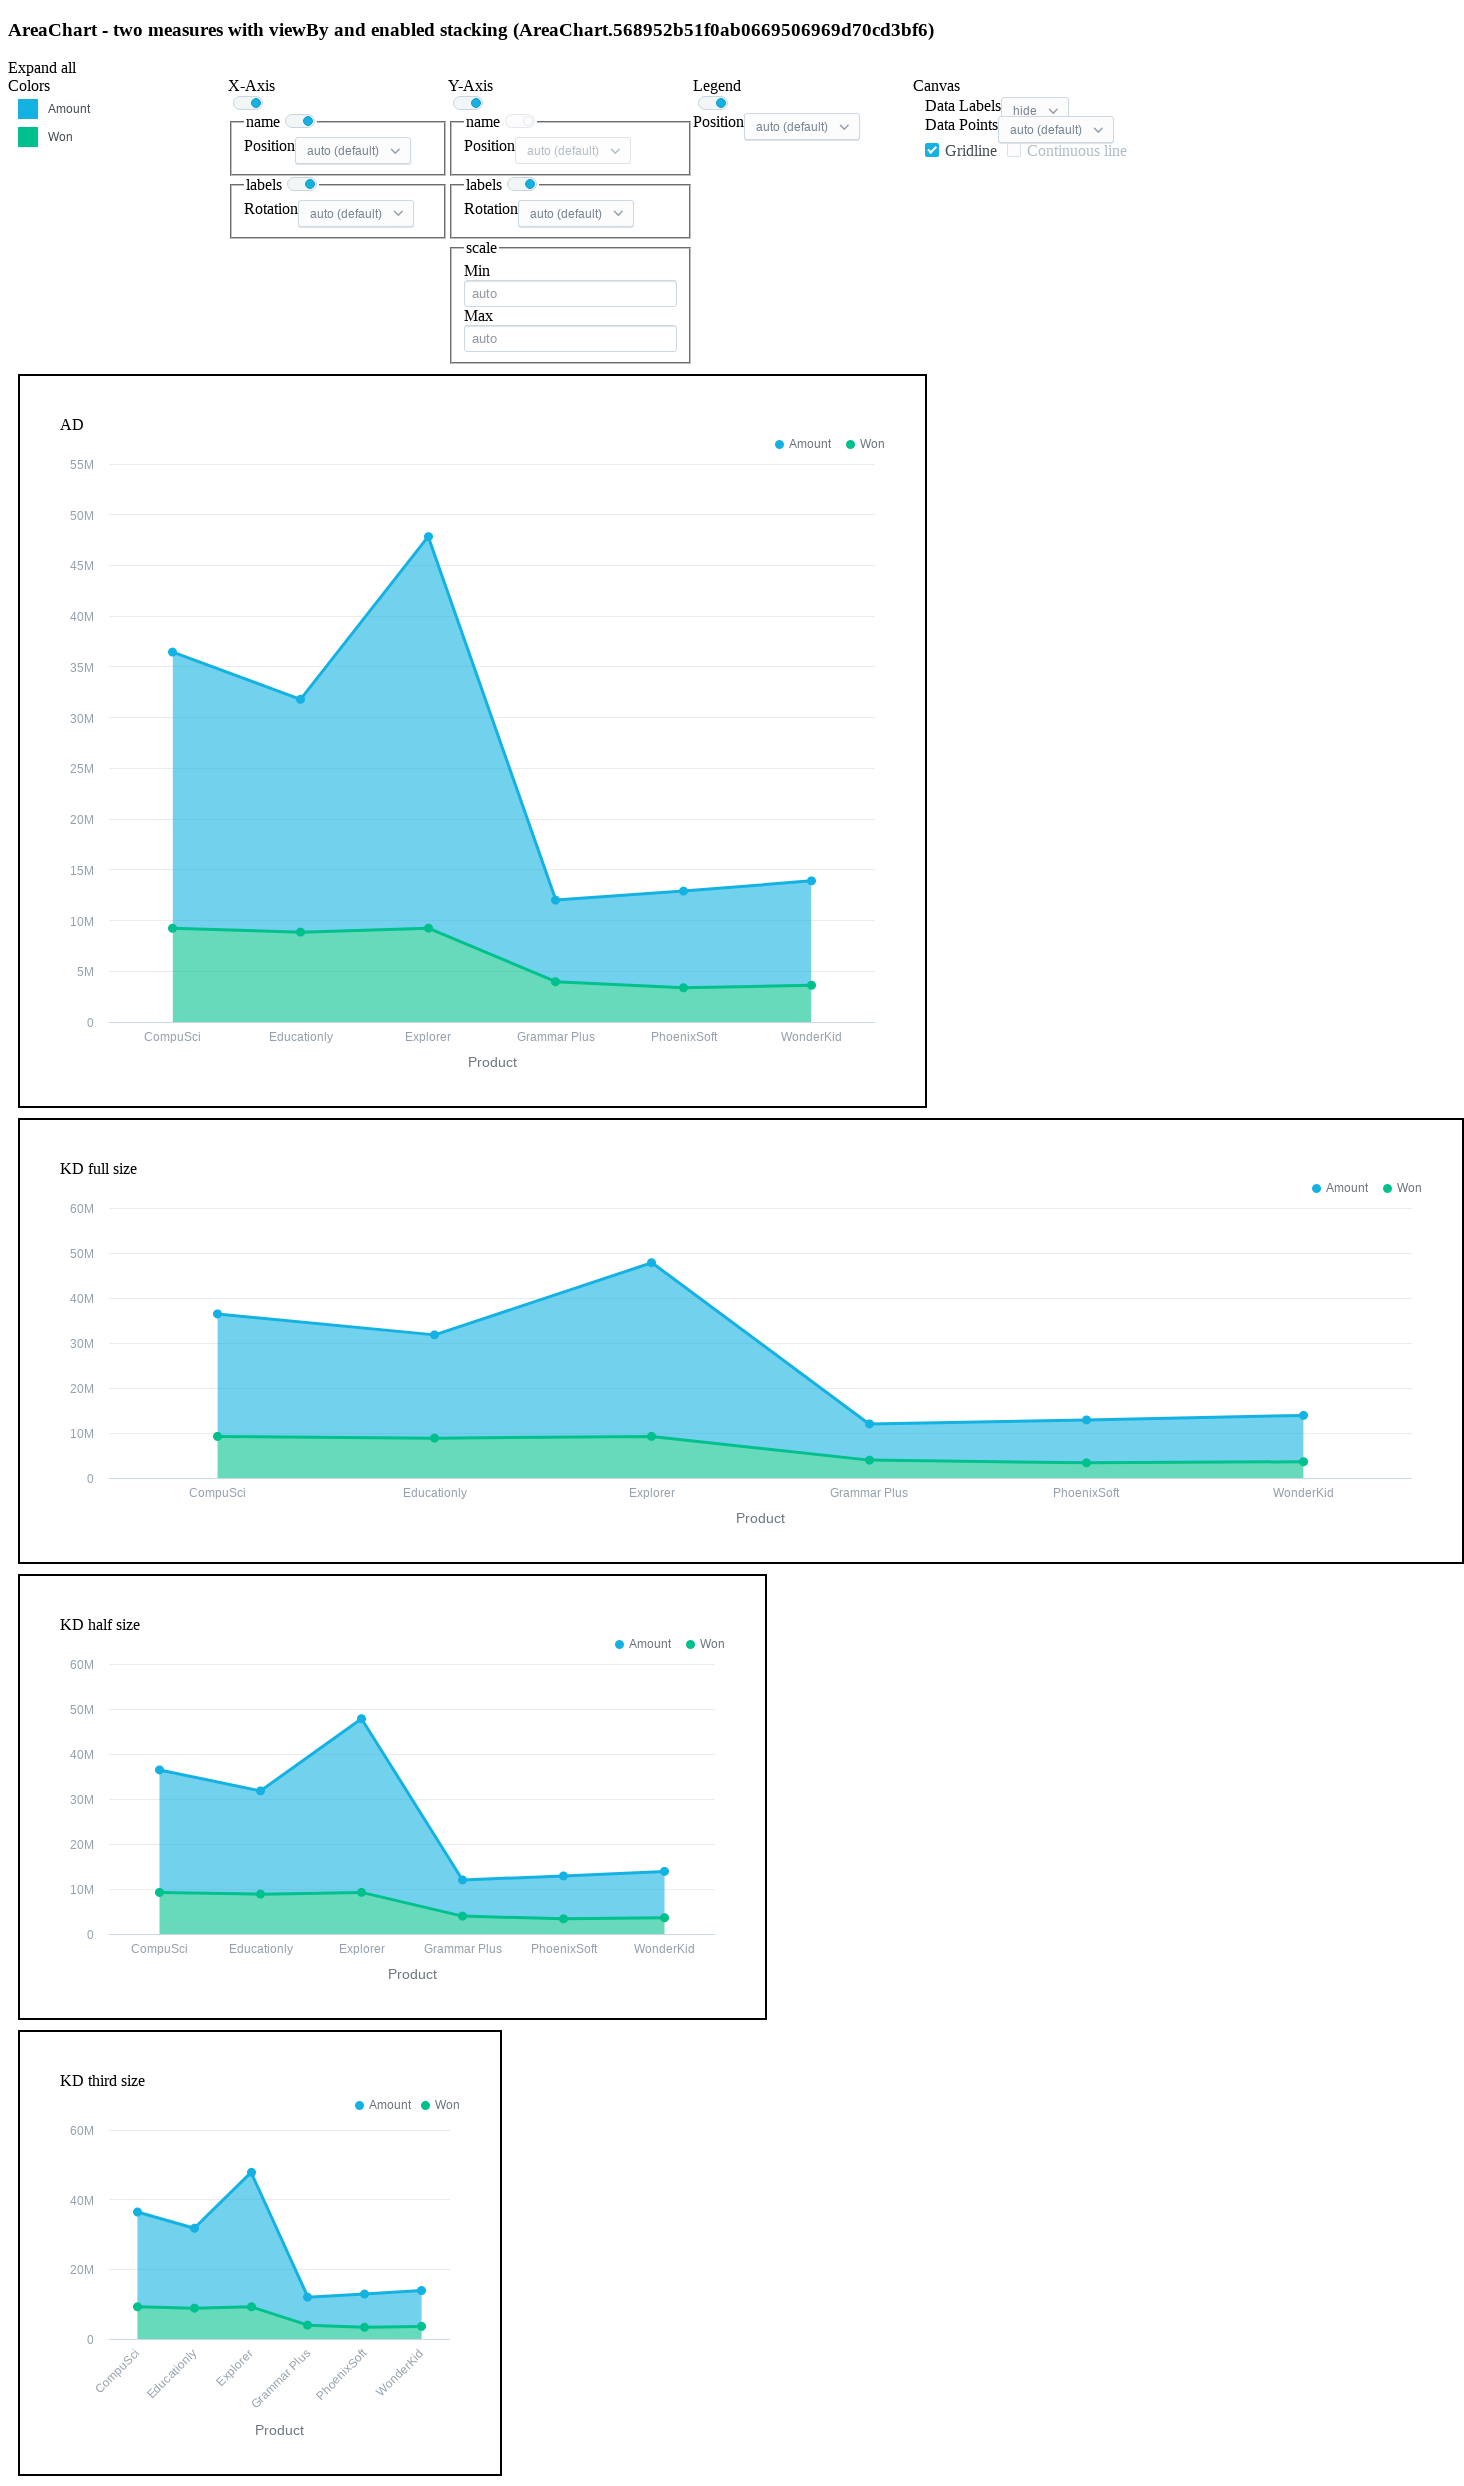 AreaChart - two measures with viewBy and enabled stacking (AreaChart.568952b51f0ab0669506969d70cd3bf6)
Expand all
Colors
Amount
Won
X-Axis
name
Position auto (default)
labels
Rotation auto (default)
Y-Axis
name
Position auto (default)
labels
Rotation auto (default)
scale
Min
auto
Max
auto
Legend
Position auto (default)
Canvas
Data Labels hide
Data Points auto (default)
Gridline Continuous line
AD
Amount Won
55M
50M
45M
40M
35M
30M
25M
20M
15M
10M
5M
0
CompuSci Educationly Explorer Grammar Plus PhoenixSoft WonderKid
Product
KD full size
Amount Won
60M
50M
40M
30M
20M
10M
0
CompuSci Educationly Explorer Grammar Plus PhoenixSoft WonderKid
Product
KD half size
Amount Won
60M
50M
40M
30M
20M
10M
0
CompuSci Educationly Explorer Grammar Plus PhoenixSoft WonderKid
Product
KD third size
Amount Won
60M
40M
20M
0
CompuSci Educationly Explorer Grammar Plus PhoenixSoft WonderKid
Product